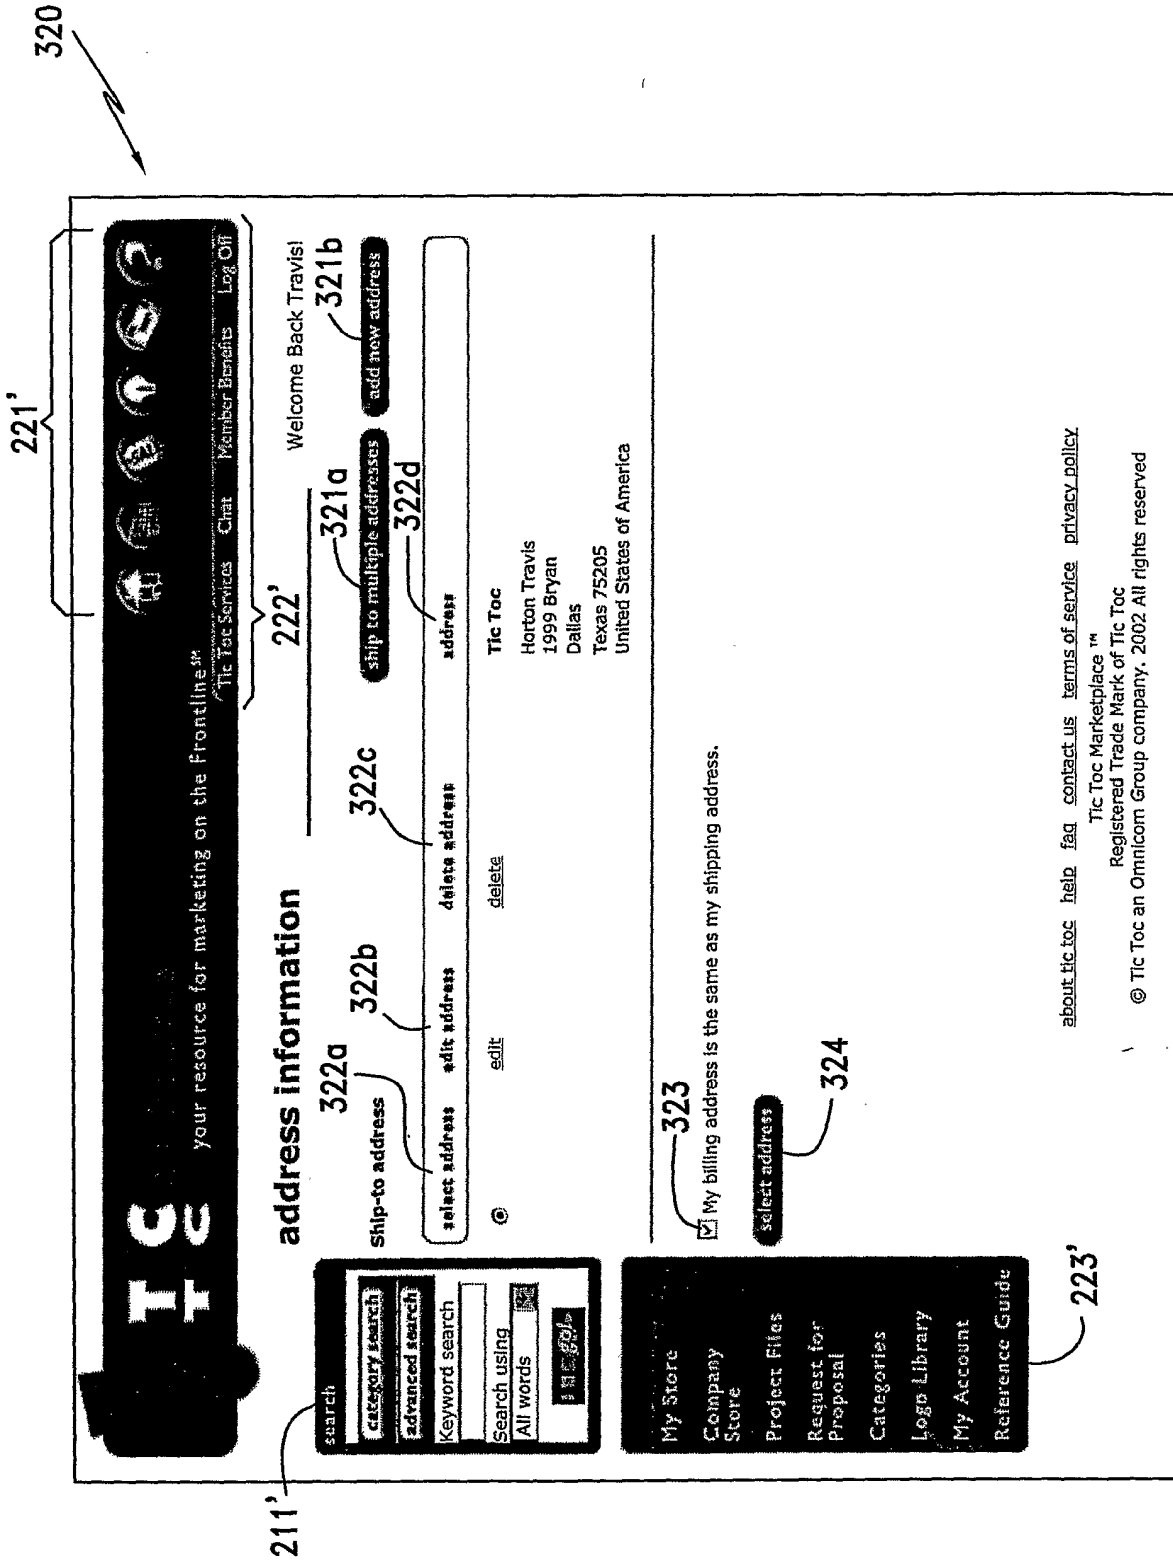 320
221'
Tic Toc Services Chat Member Benefits Log Off
your resource for marketing on the Frontline℠
222'
211'
search
category search
advanced search
Keyword search
Search using
All words
go!
My Store
Company
Store
Project Files
Request for
Proposal
Categories
Logo Library
My Account
Reference Guide
223'
Welcome Back Travis!
address information
321a
321b
Ship-to address
ship to multiple addresses
add new address
322a
322b
322c
322d
select address edit address delete address address
edit delete Tic Toc
Horton Travis
1999 Bryan
Dallas
Texas 75205
United States of America
323
My billing address is the same as my shipping address.
select address
324
about tic toc help faq contact us terms of service privacy policy
Tic Toc Marketplace ™
Registered Trade Mark of Tic Toc
© Tic Toc an Omnicom Group company. 2002 All rights reserved